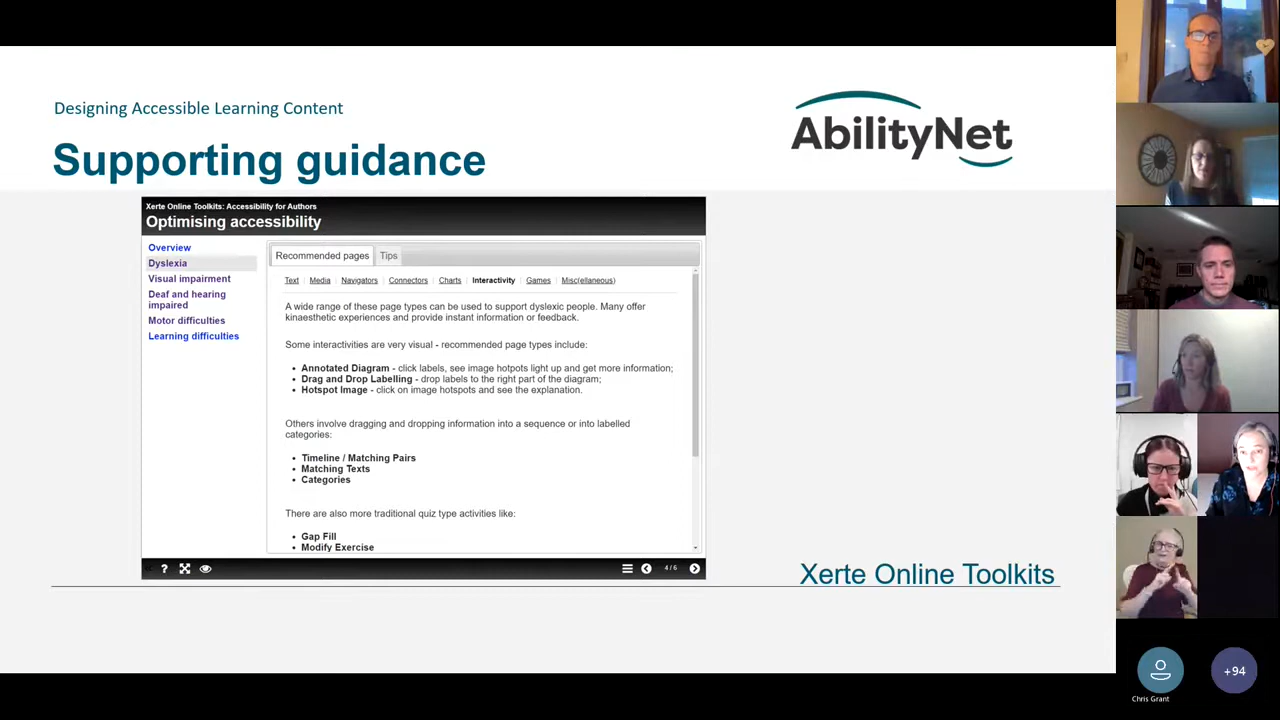 Designing Accessible Learning Content
AbilityNet
Supporting guidance
Xerte Online Toolkits: Accessibility for Authors
Optimising accessibility
Overview
Dyslexia
Visual impairment
Deaf and hearing
impaired
Motor difficulties
Learning difficulties
Recommended pages Tips
Text | Media | Navigators | Connectors | Charts | Interactivity | Games | Misc(ellaneous)
A wide range of these page types can be used to support dyslexic people. Many offer
kinaesthetic experiences and provide instant information or feedback.
Some interactivities are very visual - recommended page types include:
• Annotated Diagram - click labels, see image hotpots light up and get more information;
• Drag and Drop Labelling - drop labels to the right part of the diagram;
• Hotspot Image - click on image hotspots and see the explanation.
Others involve dragging and dropping information into a sequence or into labelled
categories:
• Timeline / Matching Pairs
• Matching Texts
• Categories
There are also more traditional quiz type activities like:
• Gap Fill
• Modify Exercise
? 4 / 6
Xerte Online Toolkits
+94
Chris Grant